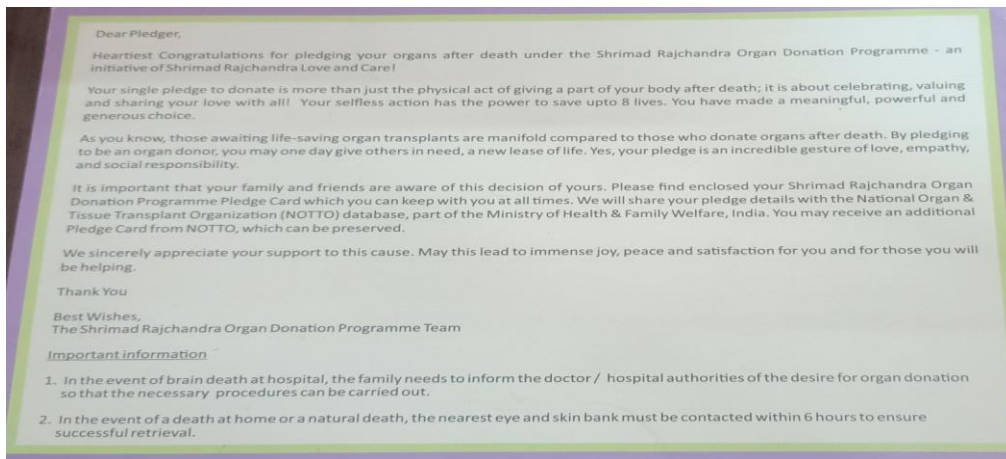 Dear Pledger,
Heartiest Congratulations for pledging your organs after death under the Shrimad Rajchandra Organ Donation Programme - an
initiative of Shrimad Rajchandra Love and Care!
Your single pledge to donate is more than just the physical act of giving a part of your body after death; it is about celebrating, valuing
and sharing your love with all! Your selfless action has the power to save upto 8 lives. You have made a meaningful, powerful and
generous choice.
As you know, those awaiting life-saving organ transplants are manifold compared to those who donate organs after death. By pledging
to be an organ donor, you may one day give others in need, a new lease of life. Yes, your pledge is an incredible gesture of love, empathy,
and social responsibility.
It is important that your family and friends are aware of this decision of yours. Please find enclosed your Shrimad Rajchandra Organ
Donation Programme Pledge Card which you can keep with you at all times. We will share your pledge details with the National Organ &
Tissue Transplant Organization (NOTTO) database, part of the Ministry of Health & Family Welfare, India. You may receive an additional
Pledge Card from NOTTO, which can be preserved.
We sincerely appreciate your support to this cause. May this lead to immense joy, peace and satisfaction for you and for those you will
be helping.
Thank You
Best Wishes,
The Shrimad Rajchandra Organ Donation Programme Team
Important information
1. In the event of brain death at hospital, the family needs to inform the doctor / hospital authorities of the desire for organ donation
so that the necessary procedures can be carried out.
2. In the event of a death at home or a natural death, the nearest eye and skin bank must be contacted within 6 hours to ensure
successful retrieval.